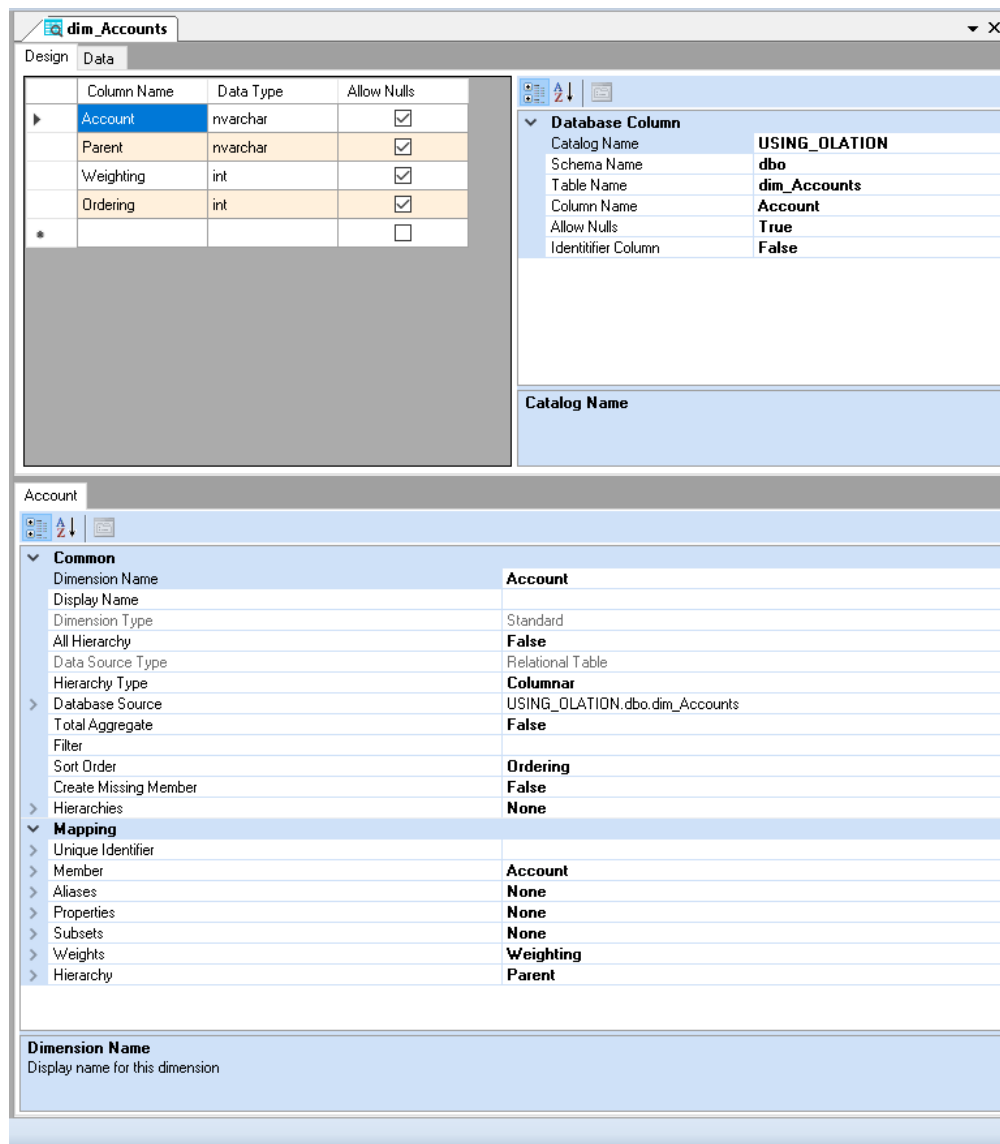 dim_Accounts
Design Data
Column Name Data Type Allow Nulls
Account nvarchar
Parent nvarchar
Weighting int
Ordering int
Database Column
Catalog Name USING_OLATION
Schema Name dbo
Table Name dim_Accounts
Column Name Account
Allow Nulls True
Identitifier Column False
Catalog Name
Account
Common
Dimension Name Account
Display Name
Dimension Type Standard
All Hierarchy False
Data Source Type Relational Table
Hierarchy Type Columnar
Database Source USING_OLATION.dbo.dim_Accounts
Total Aggregate False
Filter
Sort Order Ordering
Create Missing Member False
Hierarchies None
Mapping
Unique Identifier
Member Account
Aliases None
Properties None
Subsets None
Weights Weighting
Hierarchy Parent
Dimension Name
Display name for this dimension